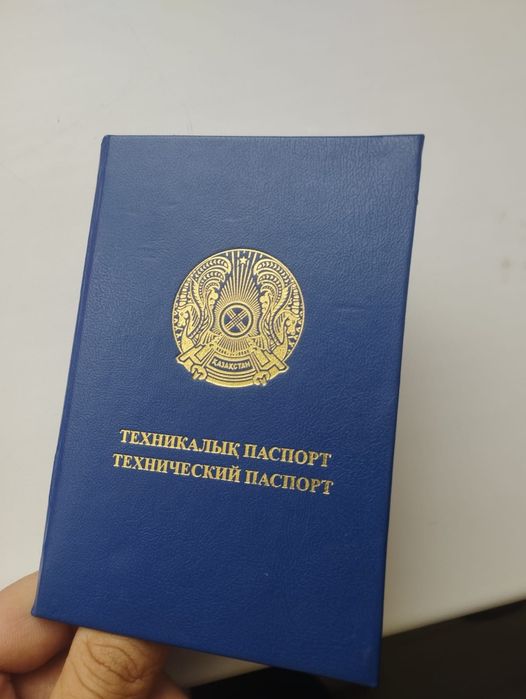 ҚАЗАҚСТАН
ТЕХНИКАЛЫҚ ПАСПОРТ
ТЕХНИЧЕСКИЙ ПАСПОРТ